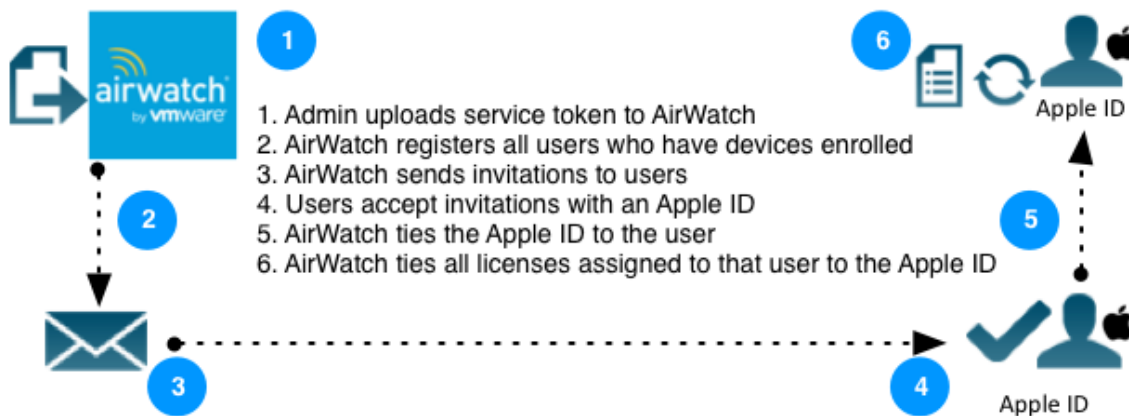 1
6
airwatch
by vmware
Apple ID
1. Admin uploads service token to AirWatch
2. AirWatch registers all users who have devices enrolled
3. AirWatch sends invitations to users
4. Users accept invitations with an Apple ID
5. AirWatch ties the Apple ID to the user
6. AirWatch ties all licenses assigned to that user to the Apple ID
2
5
3
4
Apple ID